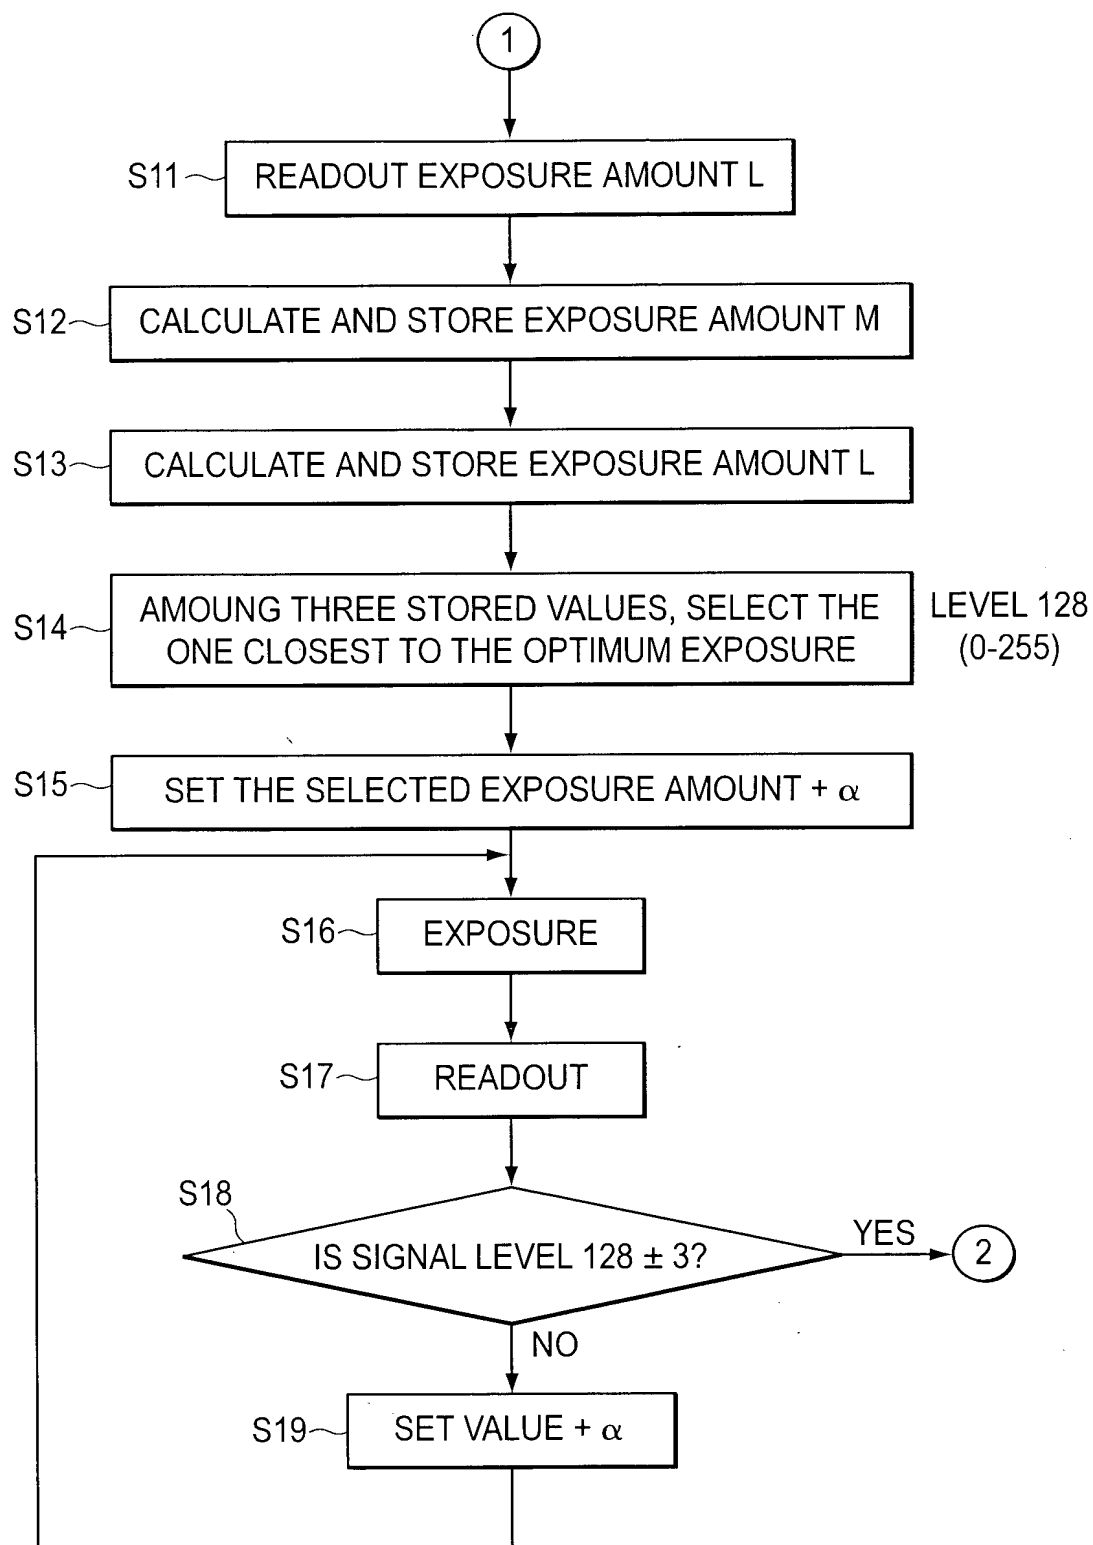 1
S11
READOUT EXPOSURE AMOUNT L
S12
CALCULATE AND STORE EXPOSURE AMOUNT M
S13
CALCULATE AND STORE EXPOSURE AMOUNT L
S14
AMOUNG THREE STORED VALUES, SELECT THE
ONE CLOSEST TO THE OPTIMUM EXPOSURE
LEVEL 128
(0-255)
S15
SET THE SELECTED EXPOSURE AMOUNT + α
S16
EXPOSURE
S17
READOUT
S18
IS SIGNAL LEVEL 128 ± 3?
YES
2
NO
S19
SET VALUE + α